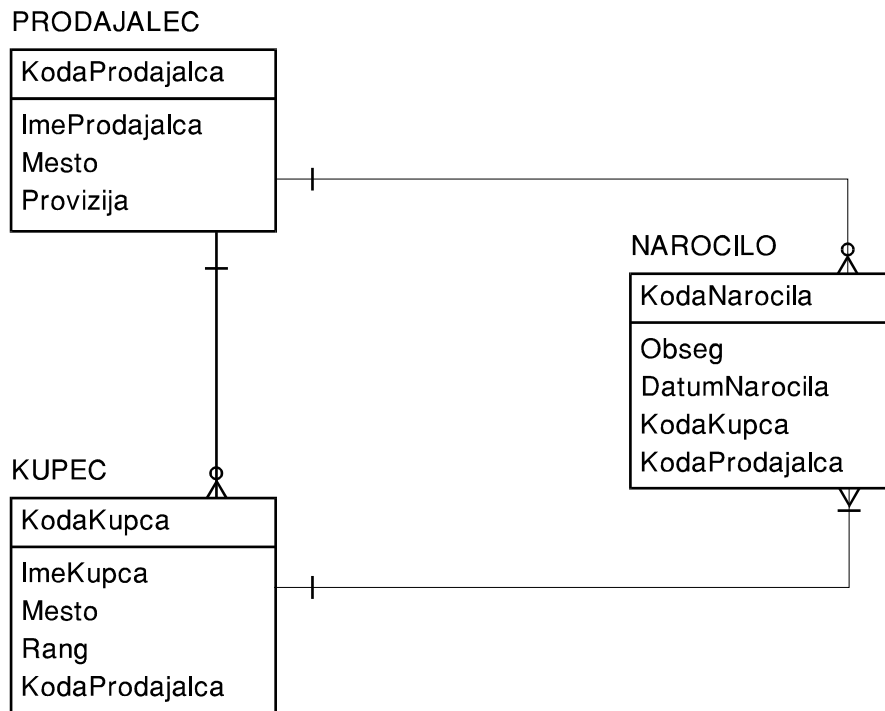 PRODAJALEC
KodaProdajalca
ImeProdajalca
Mesto
Provizija
NAROCILO
KodaNarocila
Obseg
DatumNarocila
KodaKupca
KodaProdajalca
KUPEC
KodaKupca
ImeKupca
Mesto
Rang
KodaProdajalca